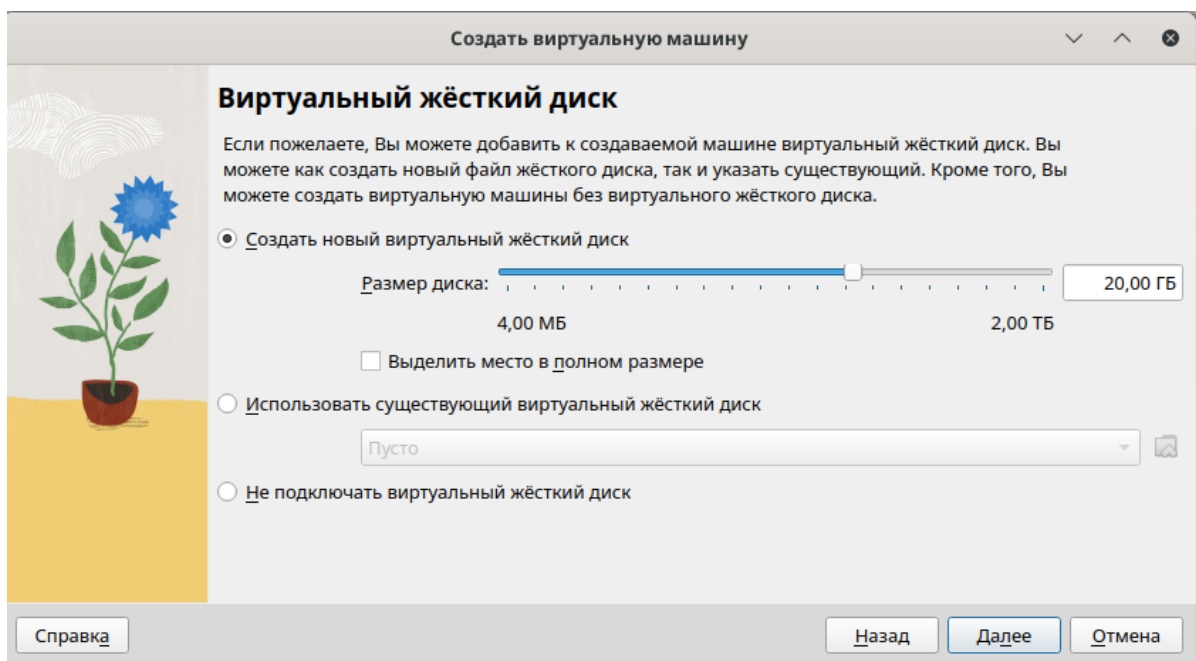 Создать виртуальную машину
Виртуальный жёсткий диск
Если пожелаете, Вы можете добавить к создаваемой машине виртуальный жёсткий диск. Вы
можете как создать новый файл жёсткого диска, так и указать существующий. Кроме того, Вы
можете создать виртуальную машины без виртуального жёсткого диска.
Создать новый виртуальный жёсткий диск
Размер диска: 20,00 ГБ
4,00 МБ 2,00 ТБ
Выделить место в полном размере
Использовать существующий виртуальный жёсткий диск
Пусто
Не подключать виртуальный жёсткий диск
Справка Назад Далее Отмена